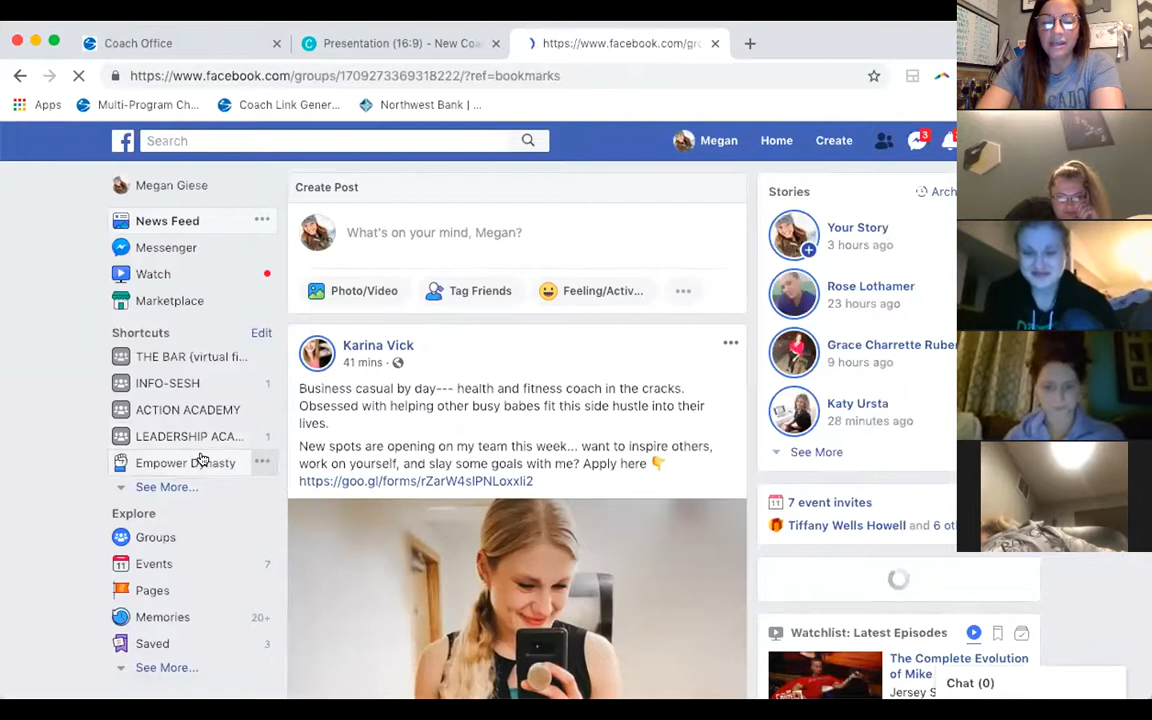 Coach Office
Presentation (16:9) - New Coa
https://www.facebook.com/gro
https://www.facebook.com/groups/1709273369318222/?ref=bookmarks
Apps
Multi-Program Ch...
Coach Link Gener...
Northwest Bank | ...
Search
Megan
Home
Create
3
Megan Giese
News Feed
Messenger
Watch
Marketplace
Shortcuts
Edit
THE BAR {virtual fi...
INFO-SESH
1
ACTION ACADEMY
LEADERSHIP ACA...
1
Empower Dynasty
See More...
Explore
Groups
Events
7
Pages
Memories
20+
Saved
3
See More...
Create Post
What's on your mind, Megan?
Photo/Video
Tag Friends
Feeling/Activ...
Karina Vick
41 mins
Business casual by day--- health and fitness coach in the cracks.
Obsessed with helping other busy babes fit this side hustle into their
lives.
New spots are opening on my team this week... want to inspire others,
work on yourself, and slay some goals with me? Apply here 👇
https://goo.gl/forms/rZarW4sIPNLoxxIi2
Stories
Arch
Your Story
3 hours ago
Rose Lothamer
23 hours ago
Grace Charrette Ruber
9 hours ago
Katy Ursta
28 minutes ago
See More
11
7 event invites
Tiffany Wells Howell and 6 ot
Watchlist: Latest Episodes
The Complete Evolution
of Mike
Jersey S
Chat (0)